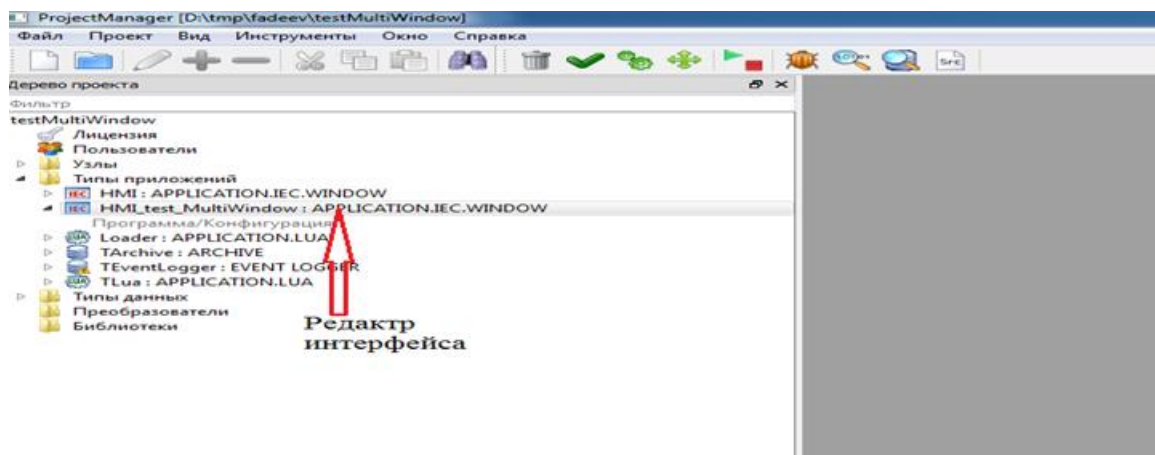 ProjectManager [D:\tmp\fadeev\testMultiWindow]
Файл Проект Вид Инструменты Окно Справка
Src
Дерево проекта
Фильтр
testMultiWindow
Лицензия
Пользователи
Узлы
Типы приложений
IEC HMI : APPLICATION.IEC.WINDOW
IEC HMI_test_MultiWindow : APPLICATION.IEC.WINDOW
Программа/Конфигурация
Loader : APPLICATION.LUA
TArchive : ARCHIVE
TEventLogger : EVENT LOGGER
TLua : APPLICATION.LUA
Типы данных
Преобразователи
Библиотеки
Редактр
интерфейса